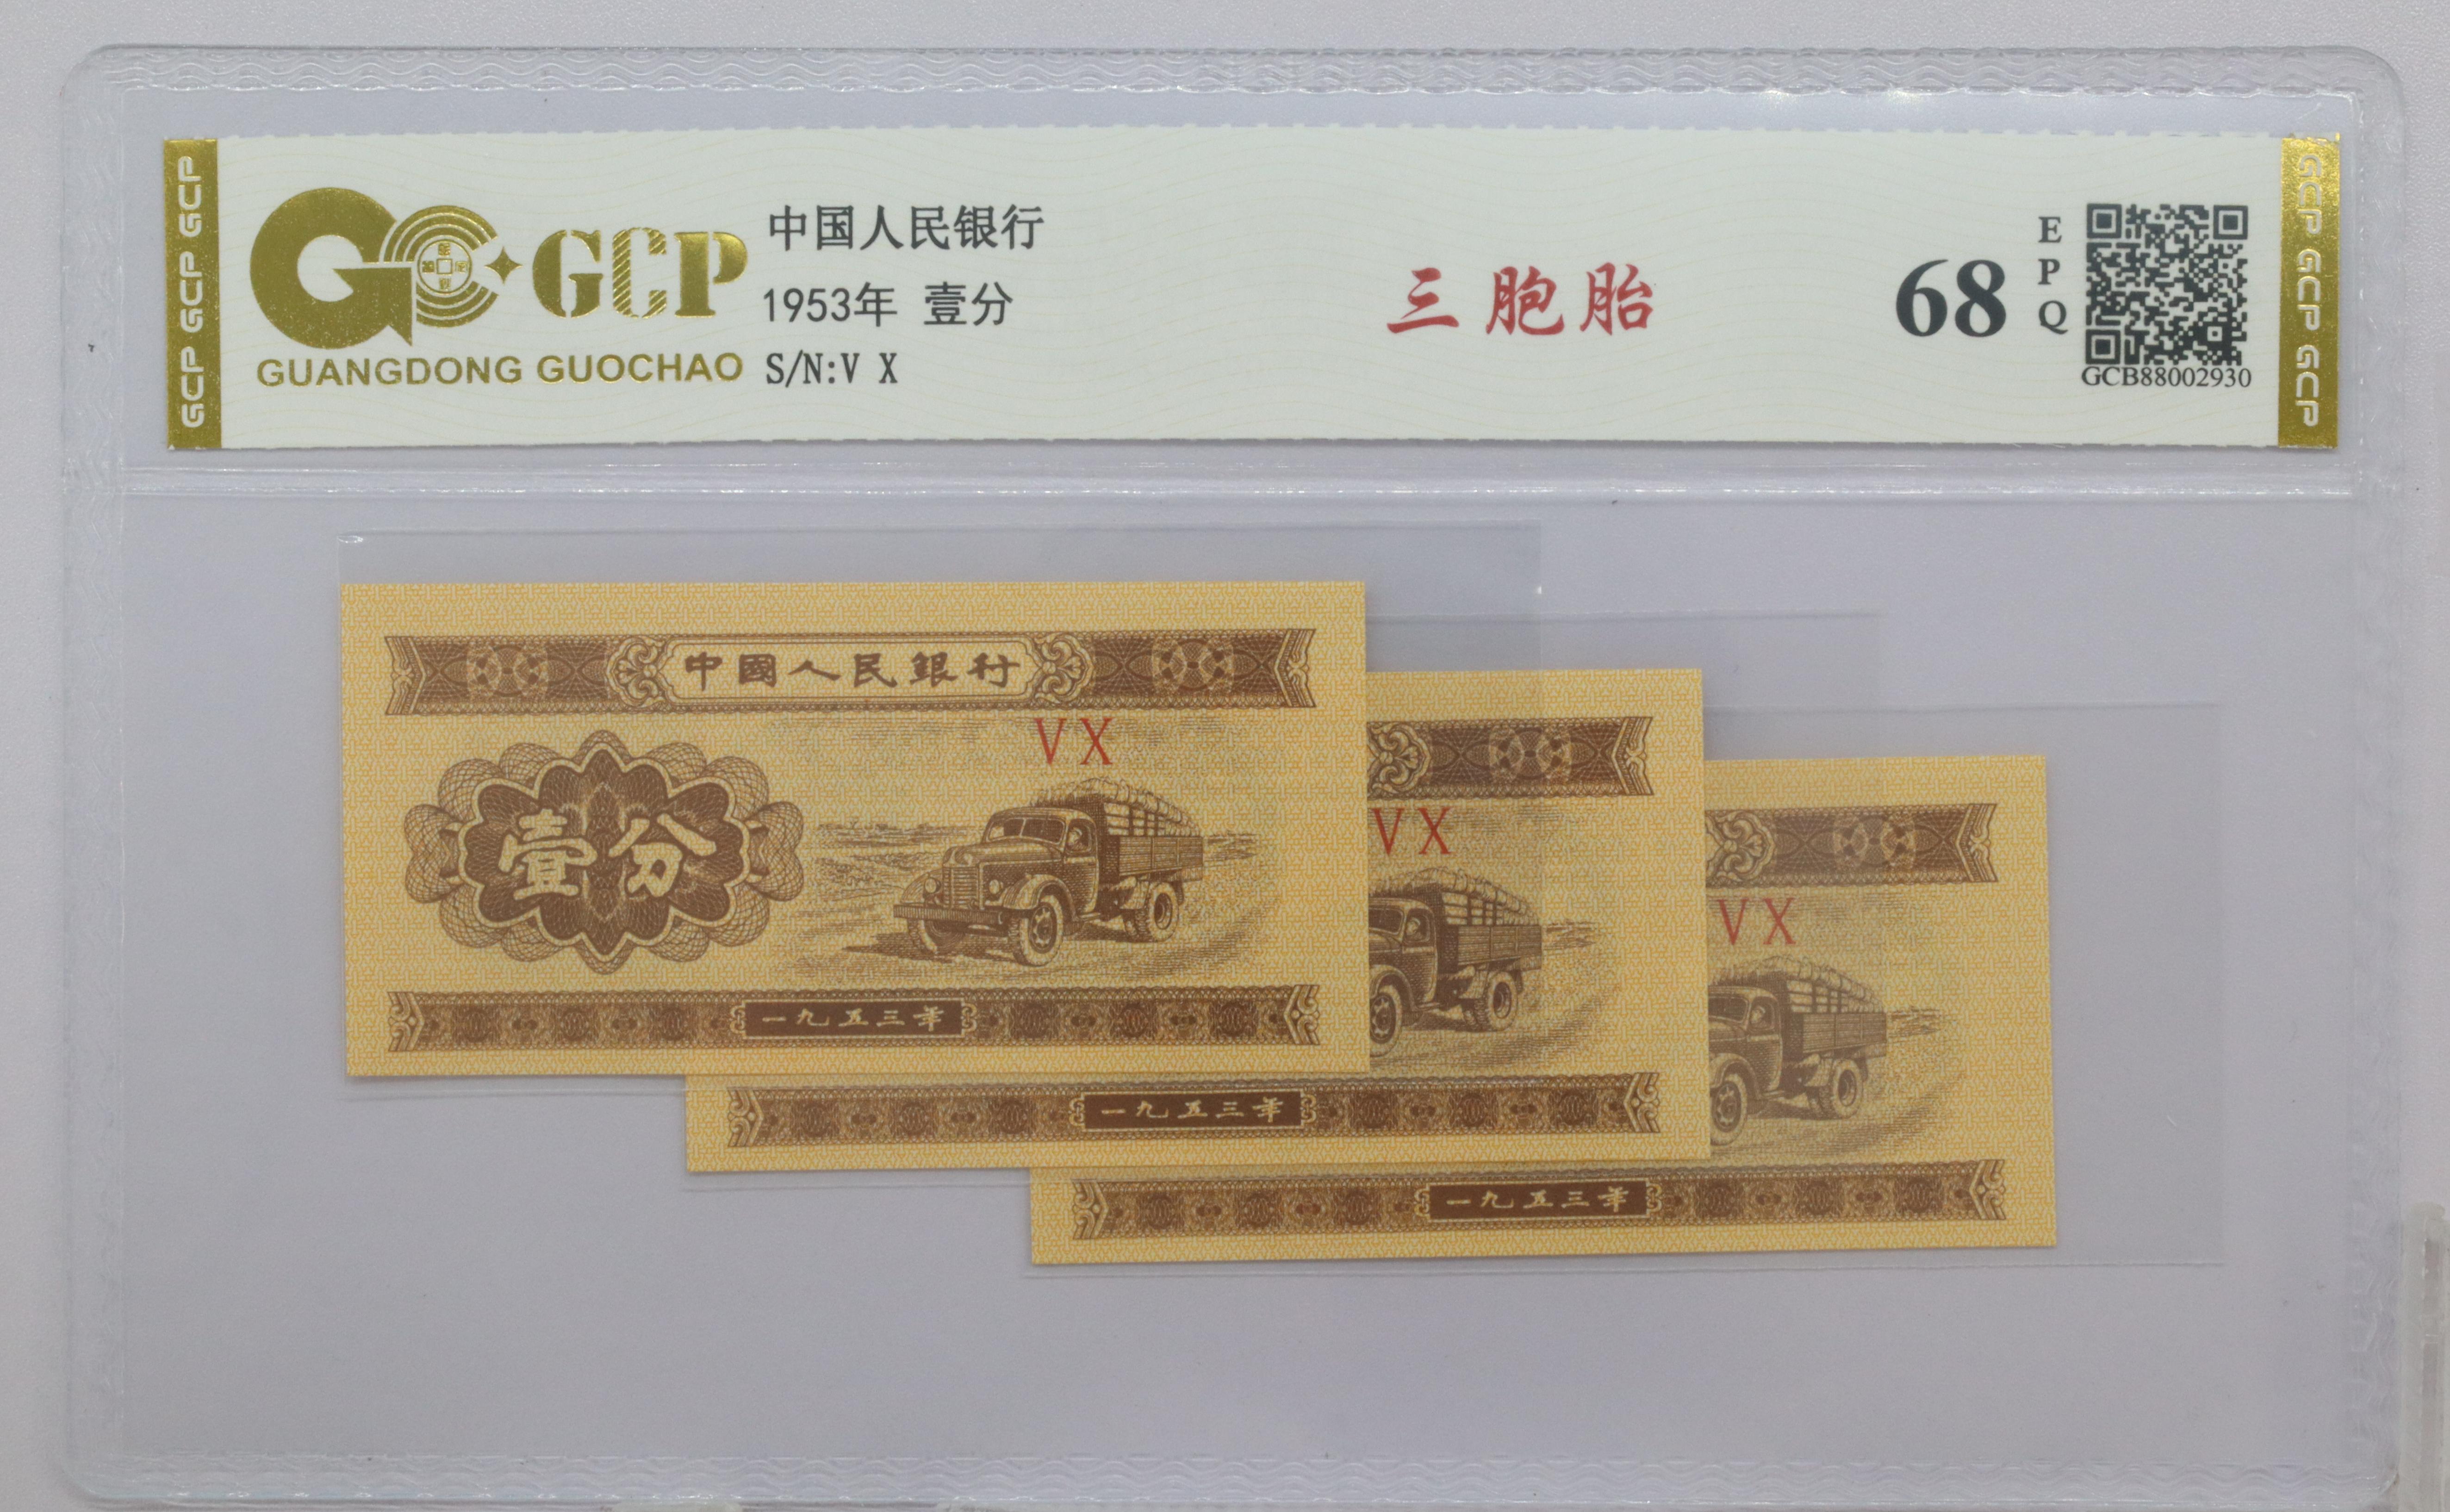 GCP GCP GCP
GCP
GUANGDONG GUOCHAO
中国人民银行
1953年 壹分
S/N:V X
三胞胎
68
EPQ
GCB88002930
GCP GCP GCP
中國人民銀行
VX
壹分
一九五三年
VX
一九五三年
VX
一九五三年